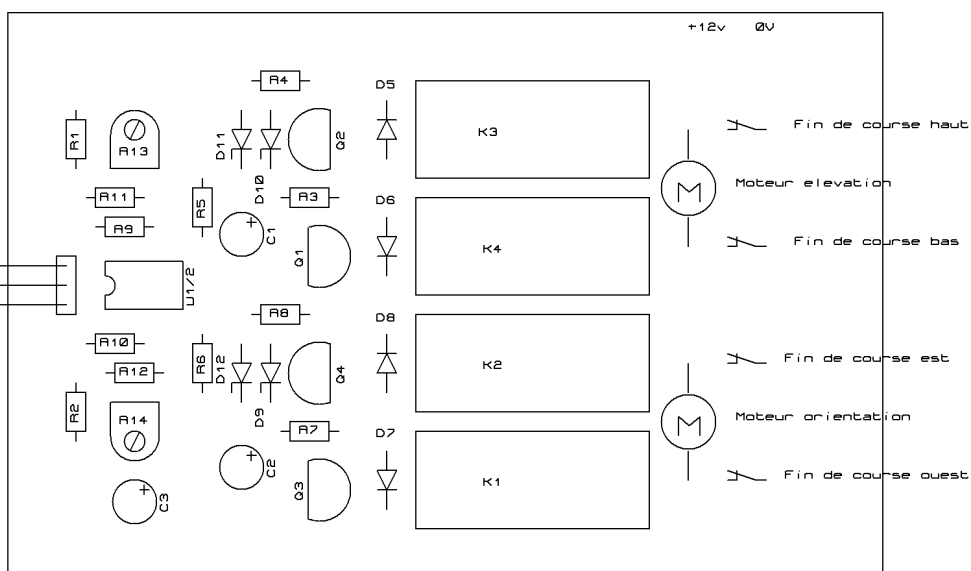 +12v 0V
R4
D5
R1
R13
D11
D10
Q2
K3
Fin de course haut
M
Moteur elevation
R11
R9
R5
C1
R3
Q1
D6
K4
Fin de course bas
U1/2
R8
D8
R10
R12
R6
D12
D9
Q4
K2
Fin de course est
M
Moteur orientation
R2
R14
C3
C2
R7
Q3
D7
K1
Fin de course ouest